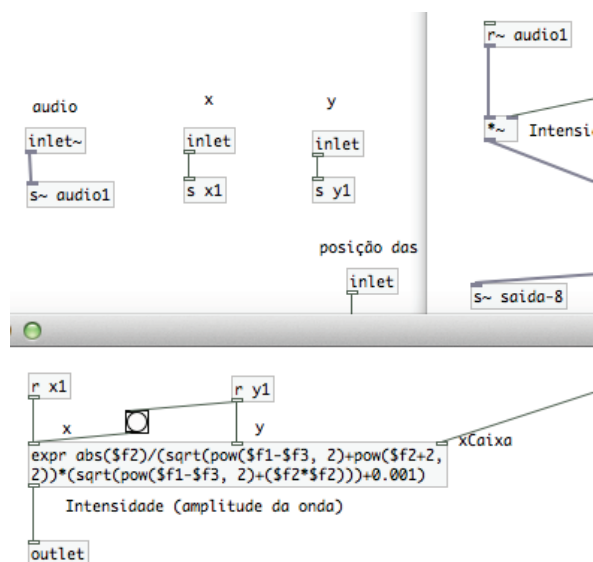 r~ audio1
audio
x
y
inlet~
inlet
inlet
*~
s~ audio1
s x1
s y1
posição das
inlet
s~ saida-8
r x1
r y1
x
y
xCaixa
expr abs($f2)/(sqrt(pow($f1-$f3, 2)+pow($f2+2,
2))*(sqrt(pow($f1-$f3, 2)+($f2*$f2)))+0.001)
Intensidade (amplitude da onda)
outlet